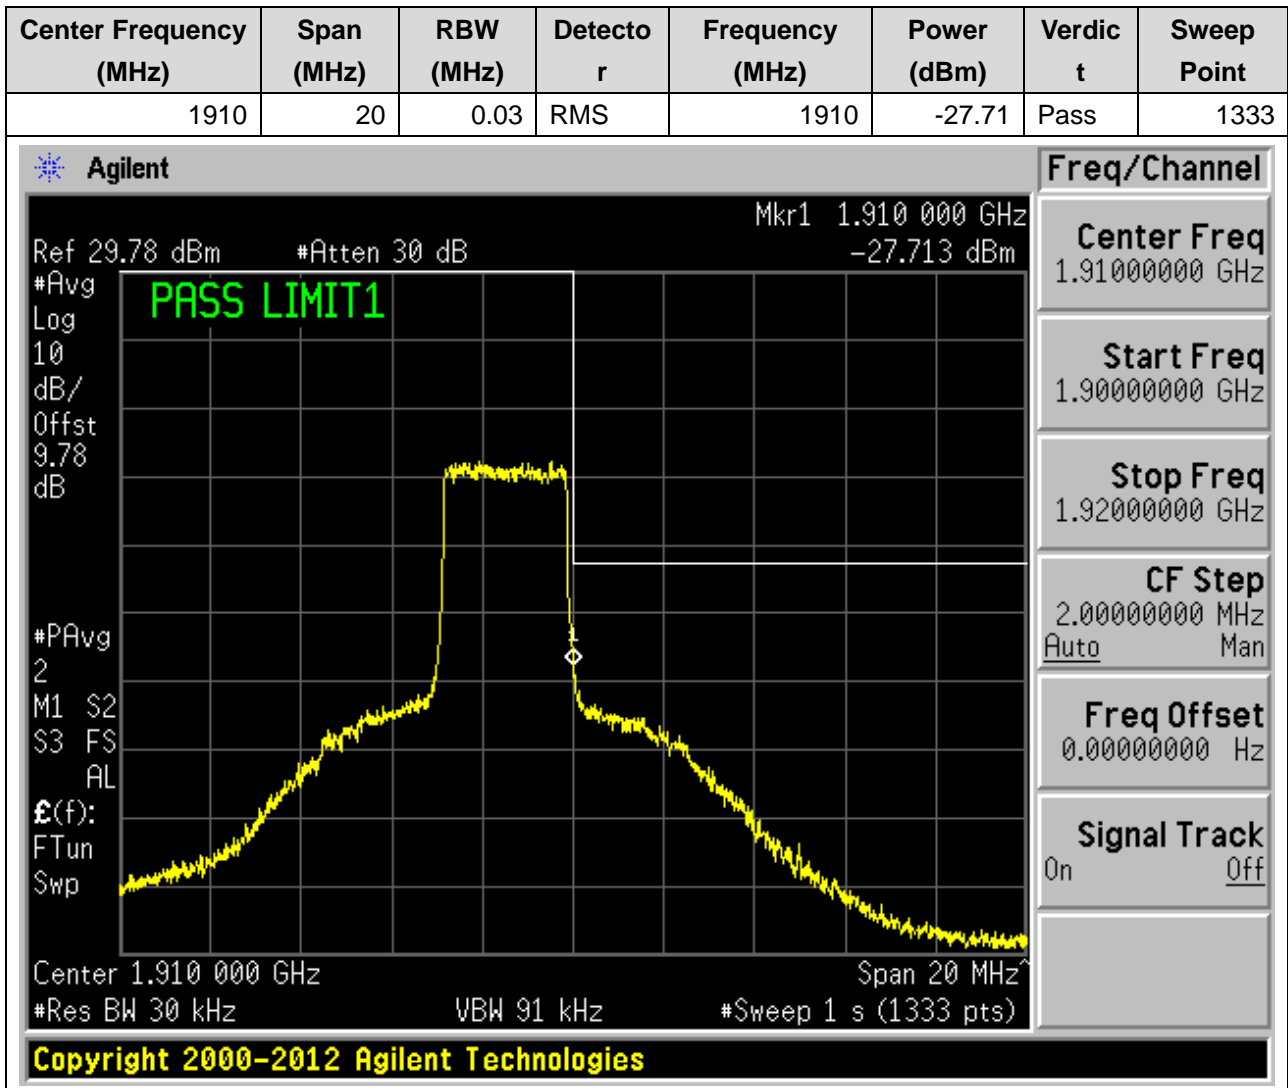 Center Frequency (MHz) Span (MHz) RBW (MHz) Detecto r Frequency (MHz) Power (dBm) Verdic t Sweep Point
1910 20 0.03 RMS 1910 -27.71 Pass 1333
Agilent
Freq/Channel
Mkr1 1.910 000 GHz
Ref 29.78 dBm #Atten 30 dB -27.713 dBm
#Avg
Log
10
dB/
Offst
9.78
dB
PASS LIMIT1
1
#PAvg
2
M1 S2
S3 FS
AL
£(f):
FTun
Swp
Center 1.910 000 GHz Span 20 MHz^
#Res BW 30 kHz VBW 91 kHz #Sweep 1 s (1333 pts)
Center Freq
1.91000000 GHz
Start Freq
1.90000000 GHz
Stop Freq
1.92000000 GHz
CF Step
2.00000000 MHz
Auto Man
Freq Offset
0.00000000 Hz
Signal Track
On Off
Copyright 2000-2012 Agilent Technologies